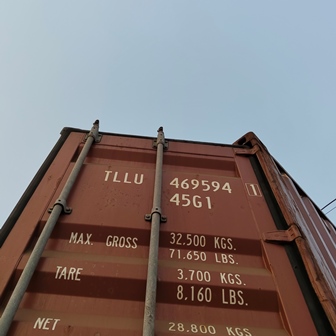 TLLU 469594 1
45G1
MAX. GROSS 32.500 KGS.
71.650 LBS.
TARE 3.700 KGS.
8.160 LBS.
NET 28.800 KGS